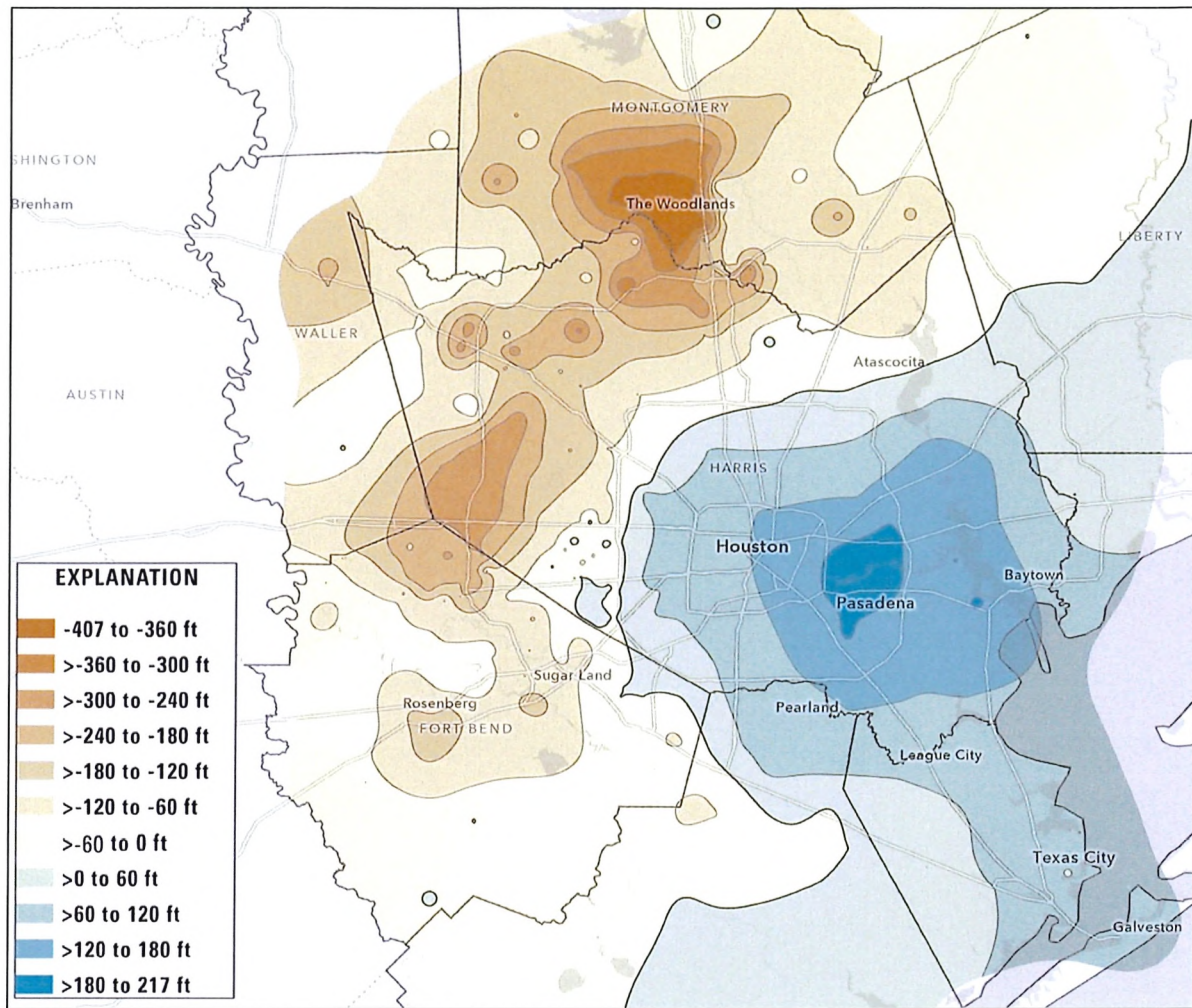 MONTGOMERY
SHINGTON
Brenham
The Woodlands
LIBERTY
WALLER
Atascocita
AUSTIN
HARRIS
Houston
Baytown
Pasadena
Sugar Land
Rosenberg
FORT BEND
Pearland
League City
Texas City
Galveston
EXPLANATION
-407 to -360 ft
>-360 to -300 ft
>-300 to -240 ft
>-240 to -180 ft
>-180 to -120 ft
>-120 to -60 ft
>-60 to 0 ft
>0 to 60 ft
>60 to 120 ft
>120 to 180 ft
>180 to 217 ft